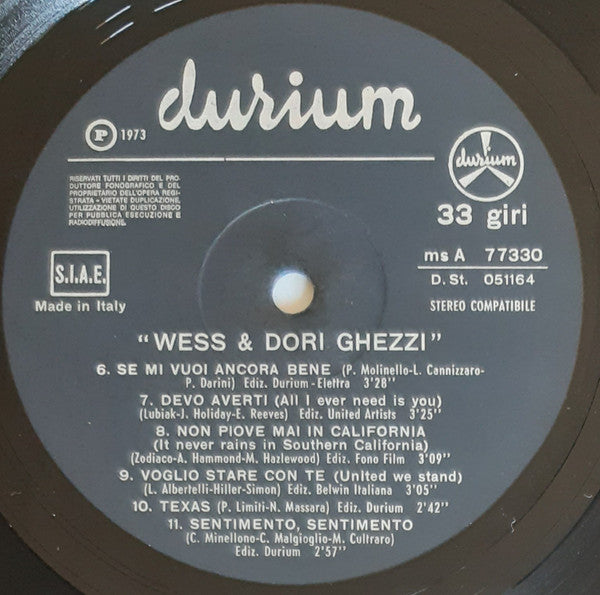 durium
P 1973
RISERVATI TUTTI I DIRITTI DEL PRO-
DUTTORE FONOGRAFICO E DEL
PROPRIETARIO DELL'OPERA REGI-
STRATA - VIETATE DUPLICAZIONE,
UTILIZZAZIONE DI QUESTO DISCO
PER PUBBLICA ESECUZIONE E
RADIODIFFUSIONE.
durium
33 giri
S.I.A.E.
Made in Italy
ms A 77330
D. St. 051164
STEREO COMPATIBILE
"WESS & DORI GHEZZI"
6. SE MI VUOI ANCORA BENE (P. Molinello-L. Cannizzaro-
P. Darini) Ediz. Durium - Elettra 3'28''
7. DEVO AVERTI (All I ever need is you)
(Lubiak-J. Holiday-E. Reeves) Ediz. United Artists 3'25''
8. NON PIOVE MAI IN CALIFORNIA
(It never rains in Southern California)
(Zodiaco-A. Hammond-M. Hazlewood) Ediz. Fono Film 3'09''
9. VOGLIO STARE CON TE (United we stand)
(L. Albertelli-Hiller-Simon) Ediz. Belwin Italiana 3'05''
10. TEXAS (P. Limiti-N. Massara) Ediz. Durium 2'42''
11. SENTIMENTO, SENTIMENTO
(C. Minellono-C. Malgioglio-M. Cultraro)
Ediz. Durium 2'57''